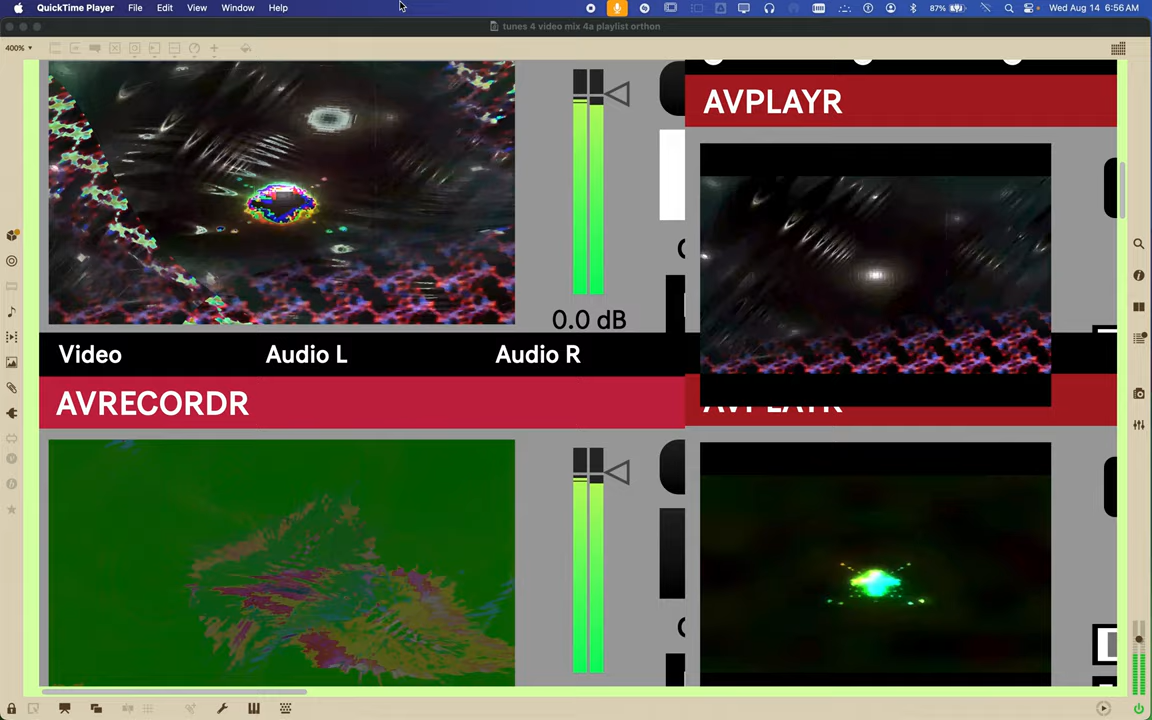 QuickTime Player File Edit View Window Help 87% Wed Aug 14 6:56 AM
tunes 4 video mix 4a playlist orthon
400%
AVPLAYR
0.0 dB
Video Audio L Audio R
AVRECORDR
AVPLAYR